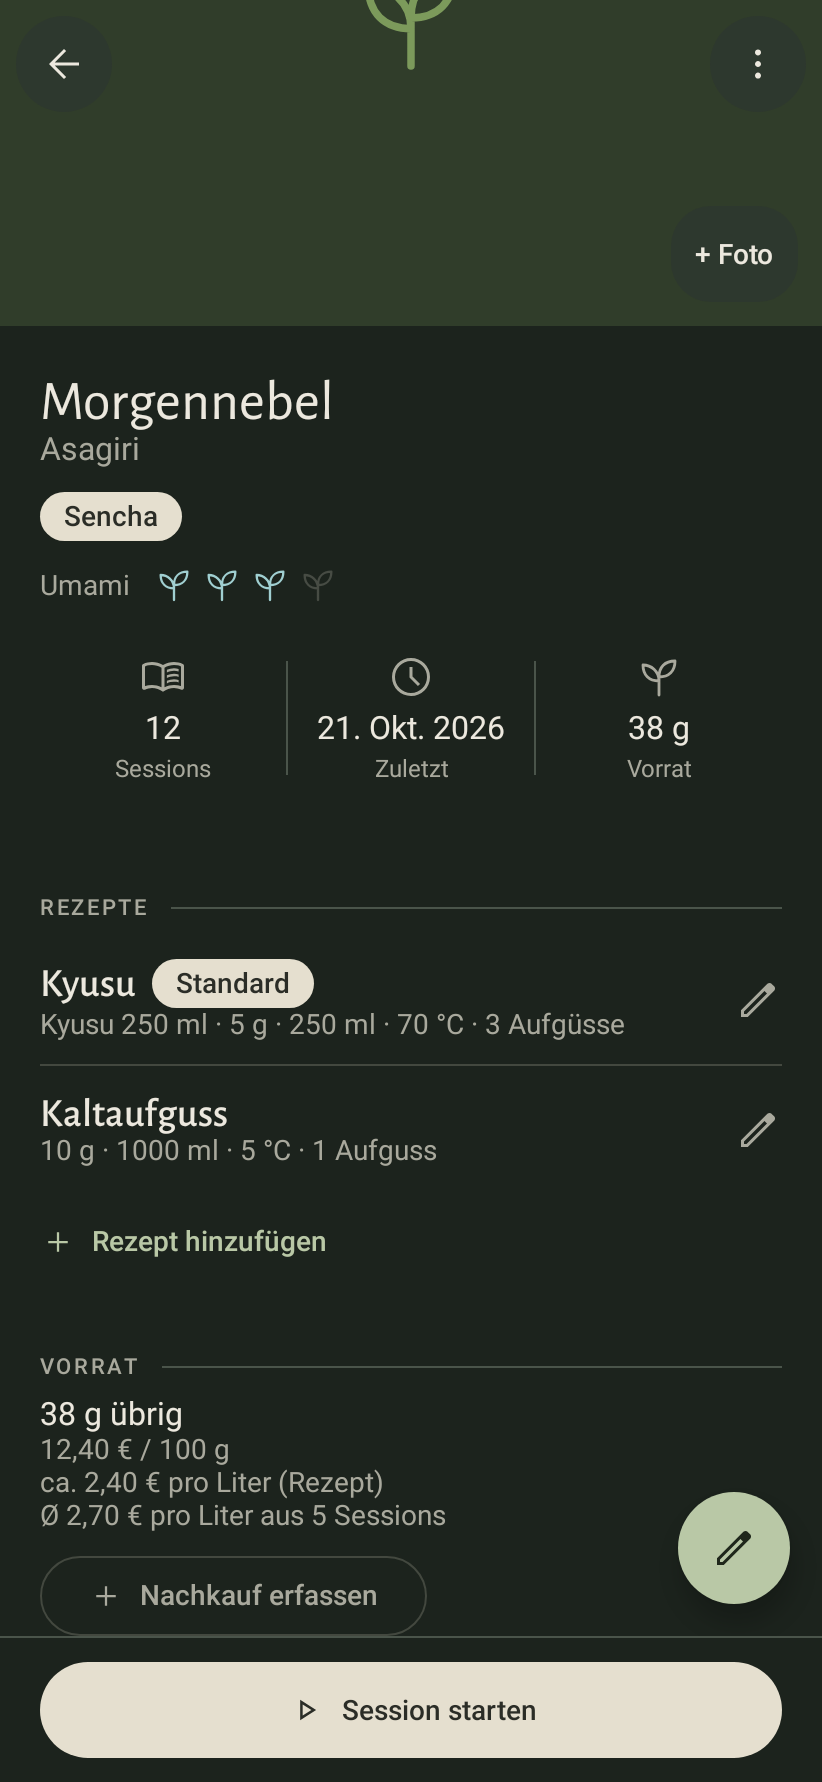 + Foto
Morgennebel
Asagiri
Sencha
Umami
12
Sessions
21. Okt. 2026
Zuletzt
38 g
Vorrat
REZEPTE
Kyusu Standard
Kyusu 250 ml · 5 g · 250 ml · 70 °C · 3 Aufgüsse
Kaltaufguss
10 g · 1000 ml · 5 °C · 1 Aufguss
+ Rezept hinzufügen
VORRAT
38 g übrig
12,40 € / 100 g
ca. 2,40 € pro Liter (Rezept)
Ø 2,70 € pro Liter aus 5 Sessions
+ Nachkauf erfassen
Session starten